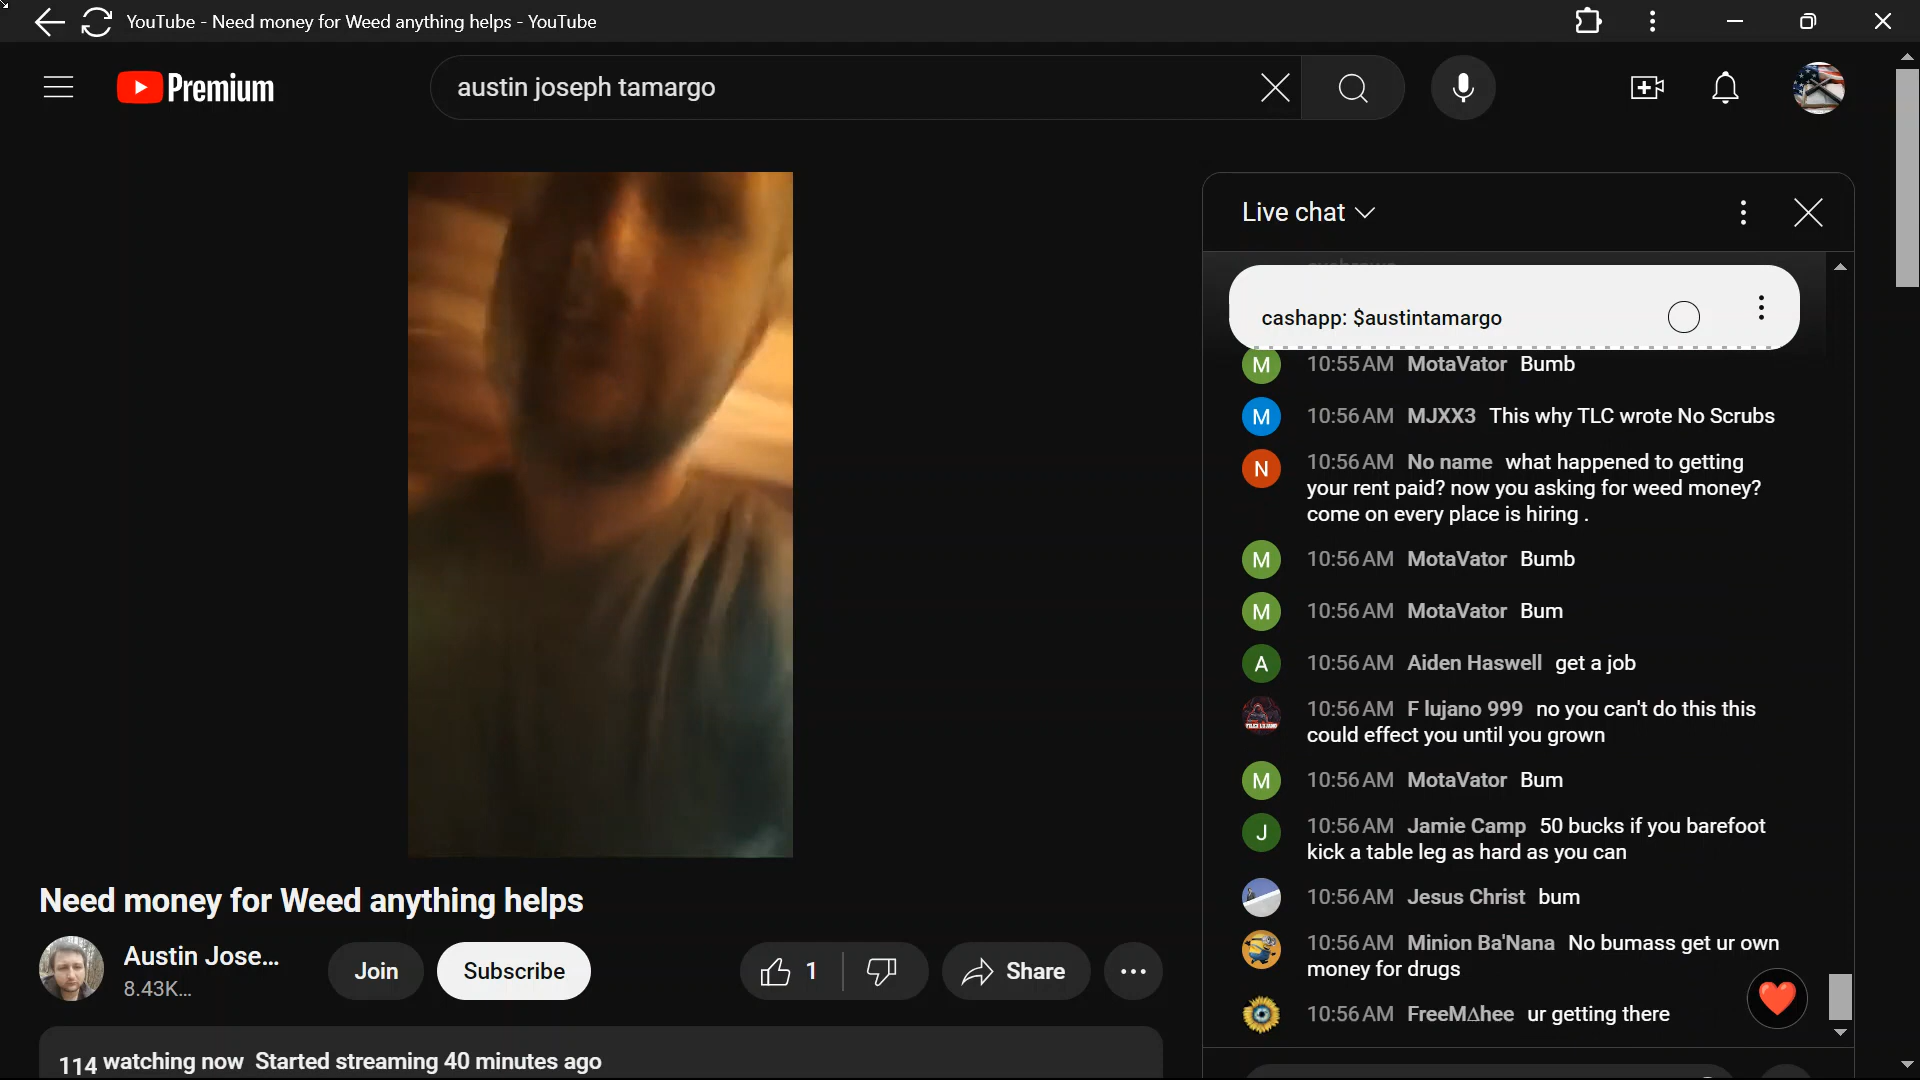 YouTube - Need money for Weed anything helps - YouTube
Premium
austin joseph tamargo
Live chat
cashapp: $austintamargo
M 10:55 AM MotaVator Bumb
M 10:56 AM MJXX3 This why TLC wrote No Scrubs
N 10:56 AM No name what happened to getting
your rent paid? now you asking for weed money?
come on every place is hiring .
M 10:56 AM MotaVator Bumb
M 10:56 AM MotaVator Bum
A 10:56 AM Aiden Haswell get a job
10:56 AM F lujano 999 no you can't do this this
could effect you until you grown
M 10:56 AM MotaVator Bum
J 10:56 AM Jamie Camp 50 bucks if you barefoot
kick a table leg as hard as you can
10:56 AM Jesus Christ bum
10:56 AM Minion Ba'Nana No bumass get ur own
money for drugs
10:56 AM FreeM∆hee ur getting there
Need money for Weed anything helps
Austin Jose...
8.43K...
Join
Subscribe
1
Share
114 watching now Started streaming 40 minutes ago